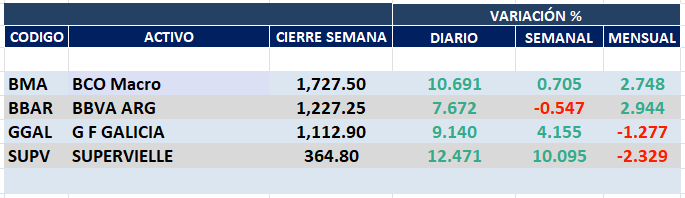 VARIACIÓN %
CODIGO ACTIVO CIERRE SEMANA DIARIO SEMANAL MENSUAL
BMA BCO Macro 1,727.50 10.691 0.705 2.748
BBAR BBVA ARG 1,227.25 7.672 -0.547 2.944
GGAL G F GALICIA 1,112.90 9.140 4.155 -1.277
SUPV SUPERVIELLE 364.80 12.471 10.095 -2.329